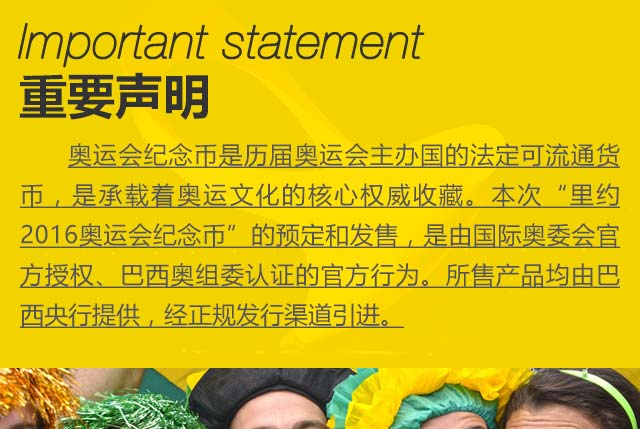 Important statement
重要声明
奥运会纪念币是历届奥运会主办国的法定可流通货
币，是承载着奥运文化的核心权威收藏。本次“里约
2016奥运会纪念币”的预定和发售，是由国际奥委会官
方授权、巴西奥组委认证的官方行为。所售产品均由巴
西央行提供，经正规发行渠道引进。